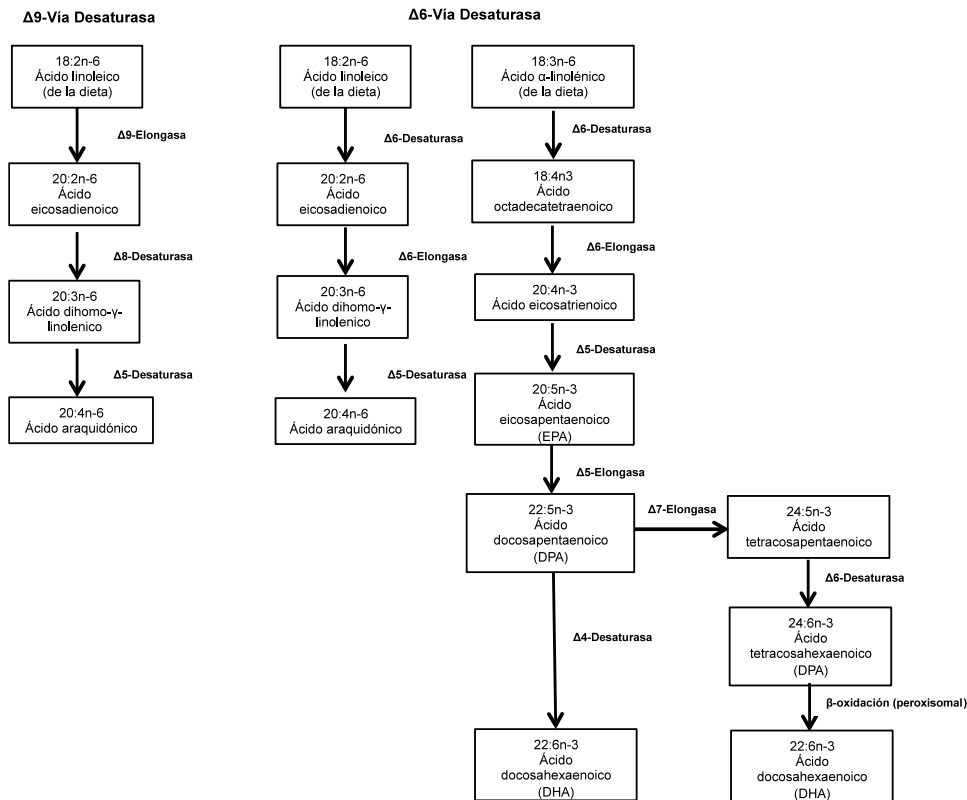 Δ9-Vía Desaturasa
18:2n-6
Ácido linoleico
(de la dieta)
Δ9-Elongasa
20:2n-6
Ácido
eicosadienoico
Δ8-Desaturasa
20:3n-6
Ácido dihomo-γ-
linolenico
Δ5-Desaturasa
20:4n-6
Ácido araquidónico
Δ6-Vía Desaturasa
18:2n-6
Ácido linoleico
(de la dieta)
Δ6-Desaturasa
20:2n-6
Ácido
eicosadienoico
Δ6-Elongasa
20:3n-6
Ácido dihomo-γ-
linolenico
Δ5-Desaturasa
20:4n-6
Ácido araquidónico
18:3n-6
Ácido α-linolénico
(de la dieta)
Δ6-Desaturasa
18:4n3
Ácido
octadecatetraenoico
Δ6-Elongasa
20:4n-3
Ácido eicosatrienoico
Δ5-Desaturasa
20:5n-3
Ácido
eicosapentaenoico
(EPA)
Δ5-Elongasa
22:5n-3
Ácido
docosapentaenoico
(DPA)
Δ4-Desaturasa
22:6n-3
Ácido
docosahexaenoico
(DHA)
Δ7-Elongasa
24:5n-3
Ácido
tetracosapentaenoico
Δ6-Desaturasa
24:6n-3
Ácido
tetracosahexaenoico
(DPA)
β-oxidación (peroxisomal)
22:6n-3
Ácido
docosahexaenoico
(DHA)